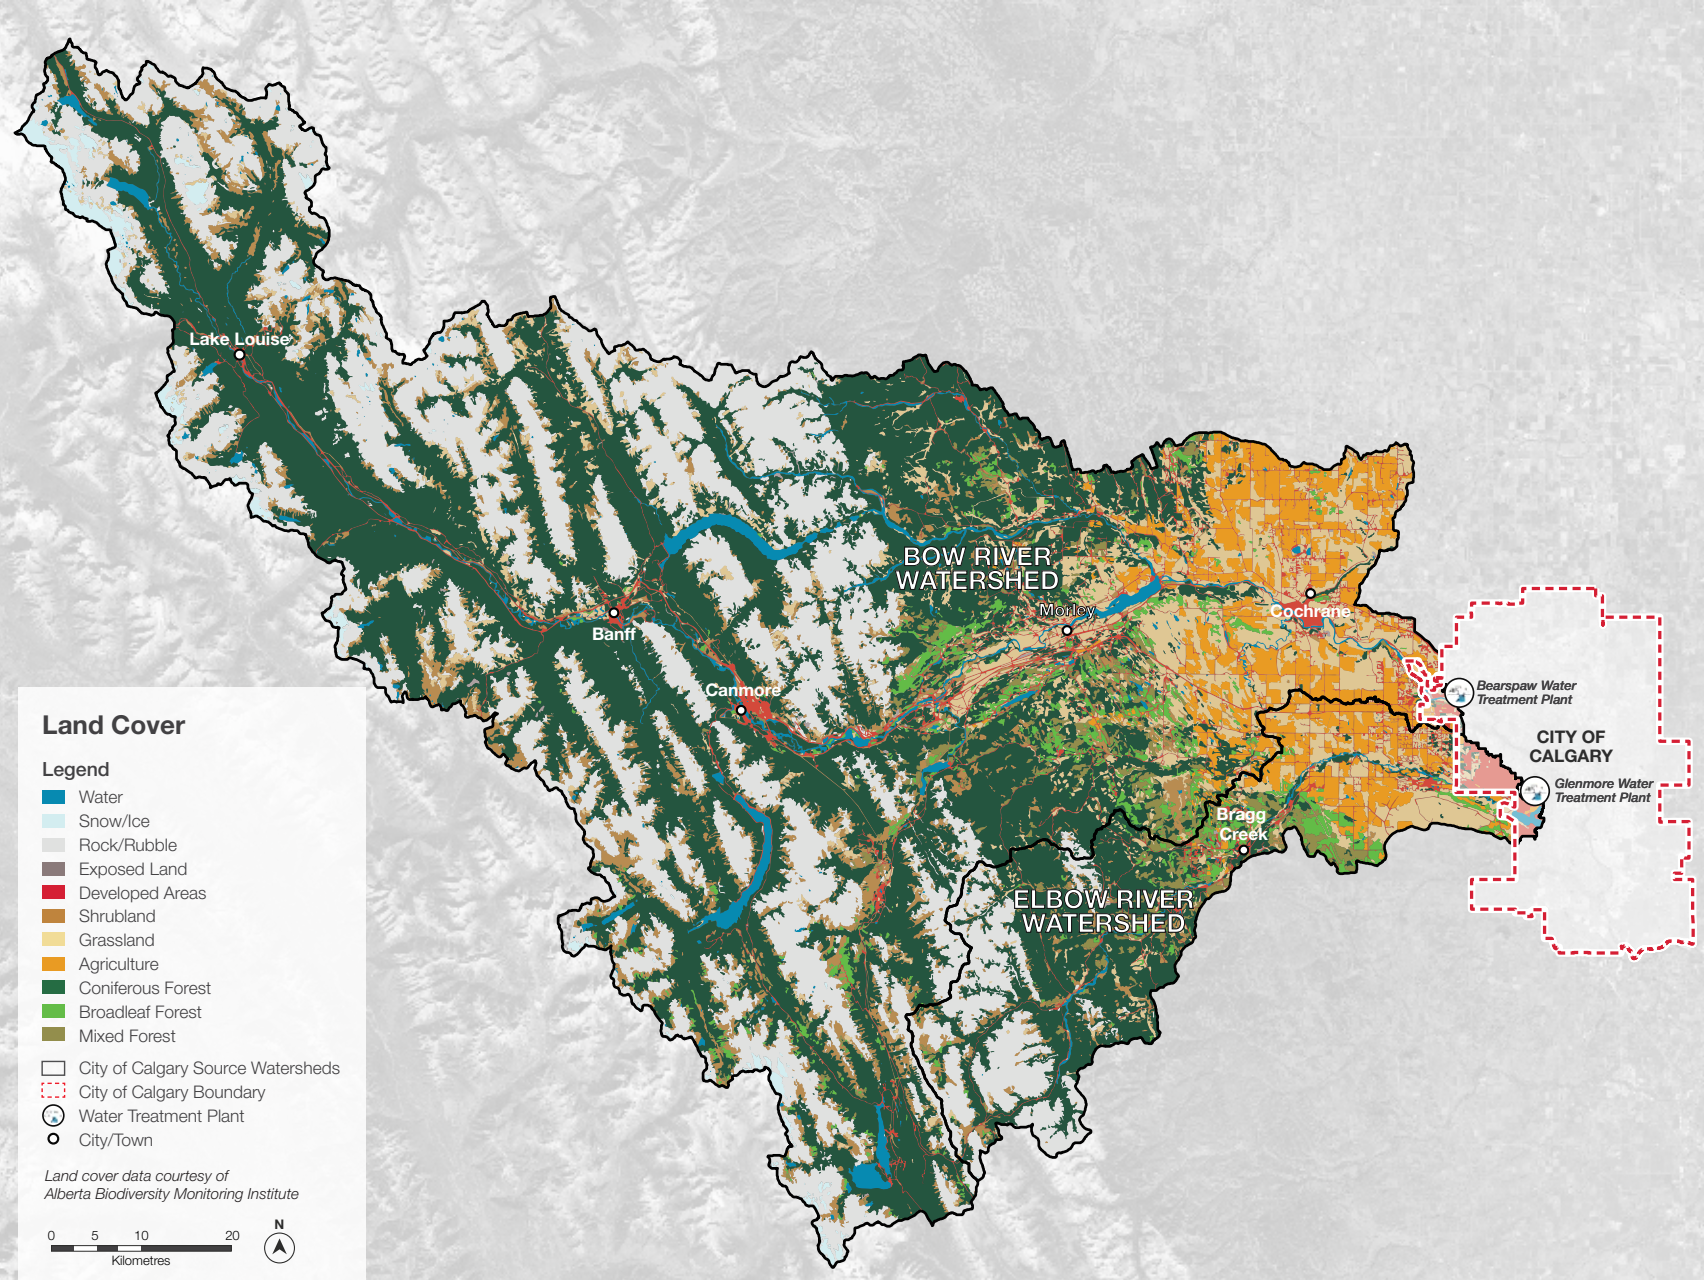 Lake Louise
Banff
Canmore
BOW RIVER
WATERSHED
Morley
Cochrane
Bearspaw Water
Treatment Plant
CITY OF
CALGARY
Glenmore Water
Treatment Plant
Bragg
Creek
ELBOW RIVER
WATERSHED
Land Cover
Legend
Water
Snow/Ice
Rock/Rubble
Exposed Land
Developed Areas
Shrubland
Grassland
Agriculture
Coniferous Forest
Broadleaf Forest
Mixed Forest
City of Calgary Source Watersheds
City of Calgary Boundary
Water Treatment Plant
City/Town
Land cover data courtesy of
Alberta Biodiversity Monitoring Institute
0 5 10 20
Kilometres
N